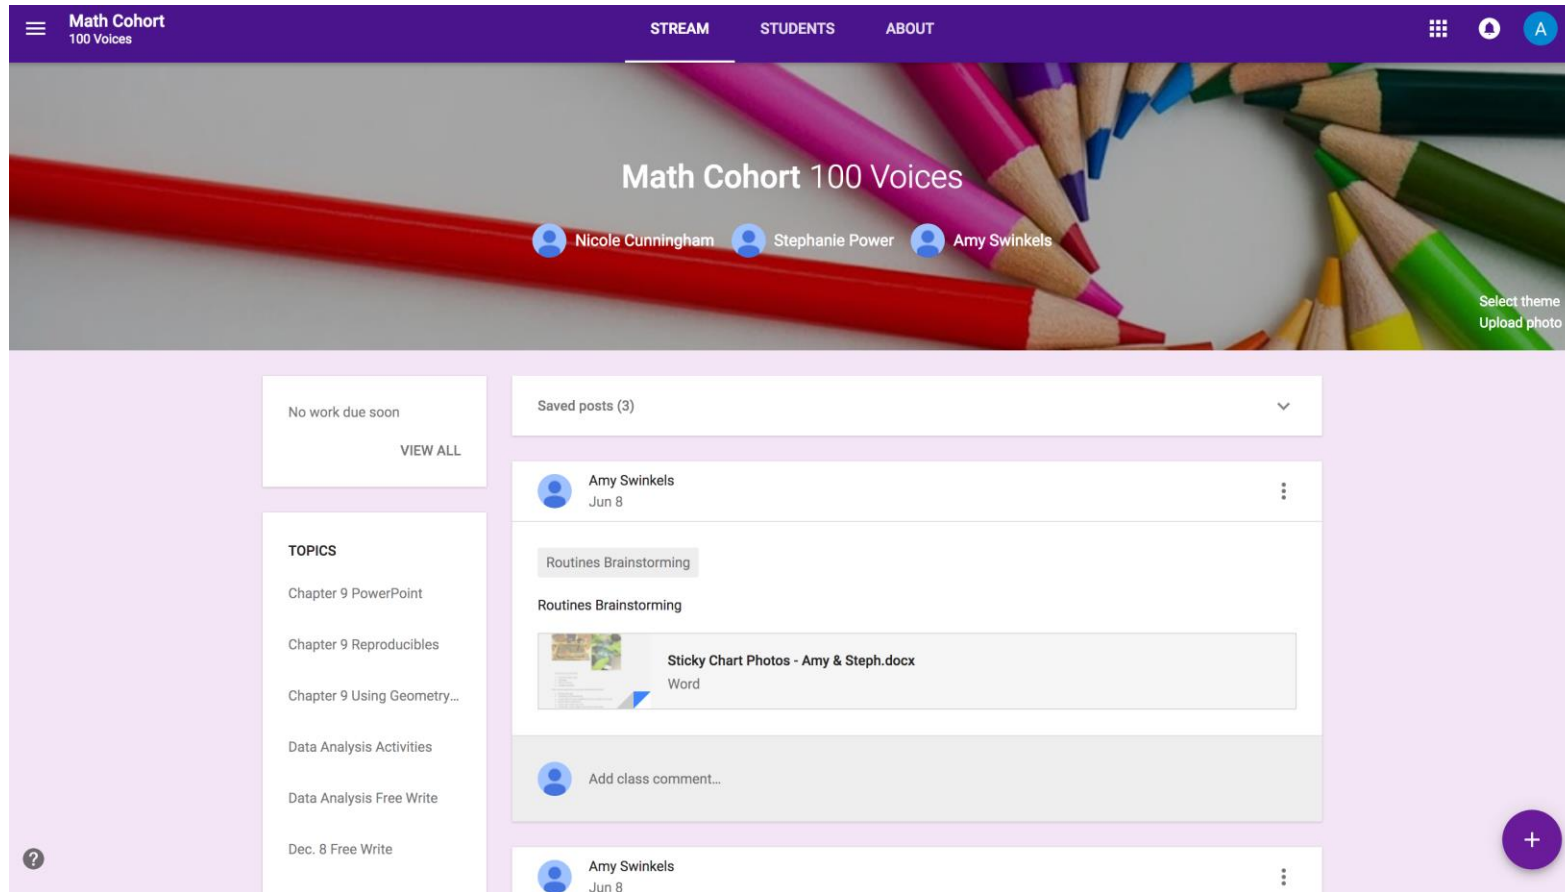 Math Cohort
100 Voices
STREAM
STUDENTS
ABOUT
A
Math Cohort 100 Voices
Nicole Cunningham
Stephanie Power
Amy Swinkels
Select theme
Upload photo
No work due soon
VIEW ALL
TOPICS
Chapter 9 PowerPoint
Chapter 9 Reproducibles
Chapter 9 Using Geometry...
Data Analysis Activities
Data Analysis Free Write
Dec. 8 Free Write
Saved posts (3)
Amy Swinkels
Jun 8
Routines Brainstorming
Routines Brainstorming
Sticky Chart Photos - Amy & Steph.docx
Word
Add class comment...
Amy Swinkels
Jun 8
+
?